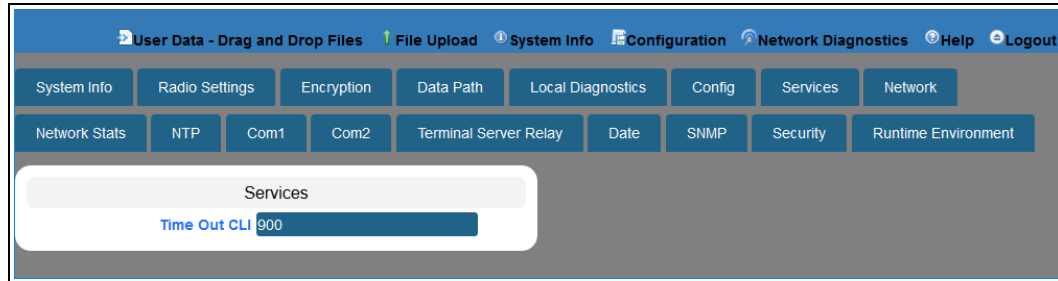 User Data - Drag and Drop Files File Upload System Info Configuration Network Diagnostics Help Logout
System Info Radio Settings Encryption Data Path Local Diagnostics Config Services Network
Network Stats NTP Com1 Com2 Terminal Server Relay Date SNMP Security Runtime Environment
Services
Time Out CLI 900